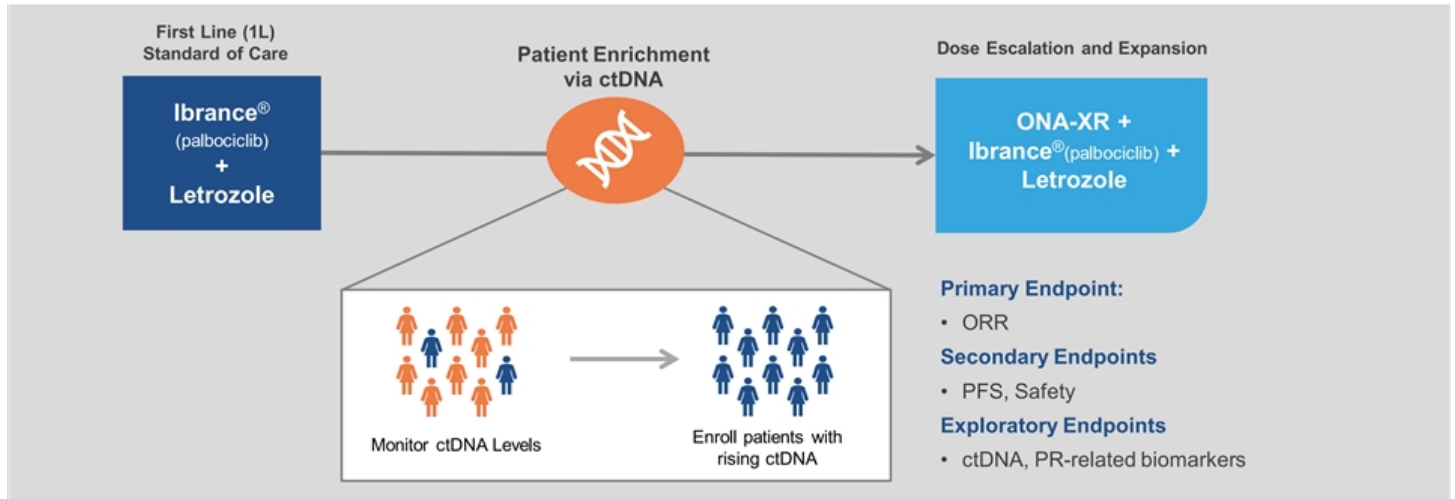 First Line (1L)
Standard of Care
Ibrance®
(palbociclib)
+
Letrozole
Patient Enrichment
via ctDNA
Dose Escalation and Expansion
ONA-XR +
Ibrance®(palbociclib) +
Letrozole
Monitor ctDNA Levels
Enroll patients with
rising ctDNA
Primary Endpoint:
• ORR
Secondary Endpoints
• PFS, Safety
Exploratory Endpoints
• ctDNA, PR-related biomarkers